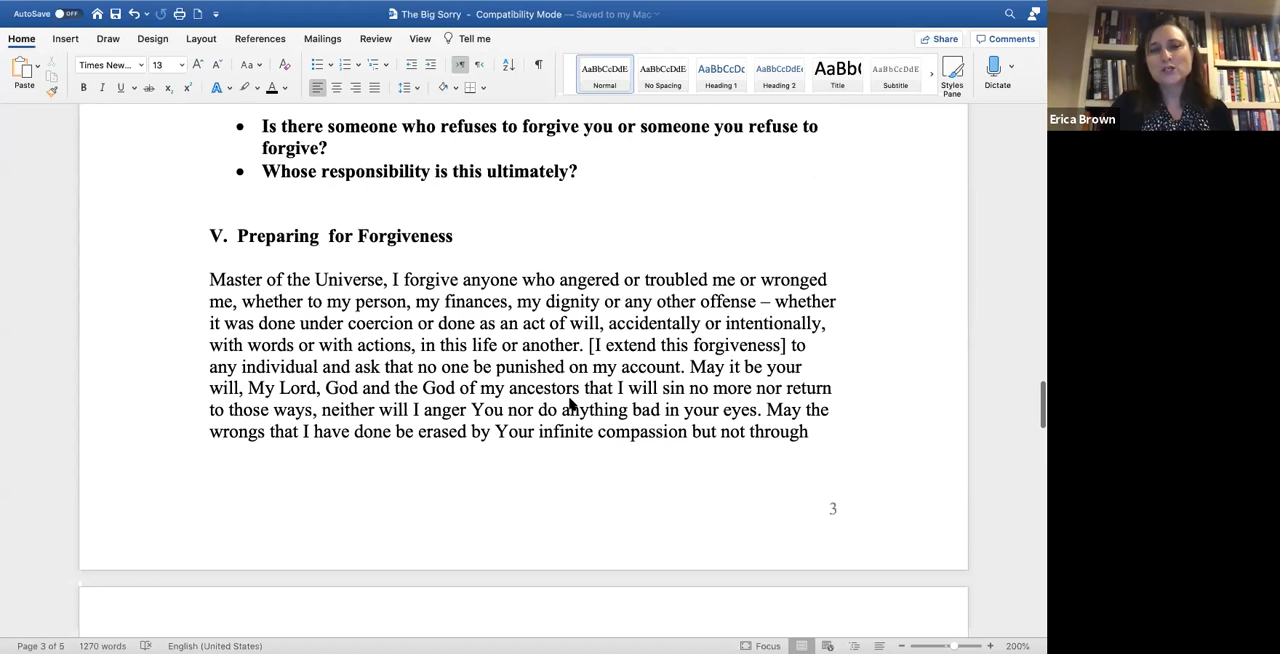 AutoSave OFF The Big Sorry - Compatibility Mode — Saved to my Mac
Home Insert Draw Design Layout References Mailings Review View Tell me Share Comments
Paste Times New... 13 Aa AaBbCcDdE AaBbCcDdE AaBbCcDc AaBbCcDdEe AaBbC AaBbCcDdE
B I U ab x₂ x² A A Normal No Spacing Heading 1 Heading 2 Title Subtitle Styles Pane Dictate
Erica Brown
• Is there someone who refuses to forgive you or someone you refuse to
forgive?
• Whose responsibility is this ultimately?
V. Preparing for Forgiveness
Master of the Universe, I forgive anyone who angered or troubled me or wronged
me, whether to my person, my finances, my dignity or any other offense – whether
it was done under coercion or done as an act of will, accidentally or intentionally,
with words or with actions, in this life or another. [I extend this forgiveness] to
any individual and ask that no one be punished on my account. May it be your
will, My Lord, God and the God of my ancestors that I will sin no more nor return
to those ways, neither will I anger You nor do anything bad in your eyes. May the
wrongs that I have done be erased by Your infinite compassion but not through
3
Page 3 of 5 1270 words English (United States) Focus 200%